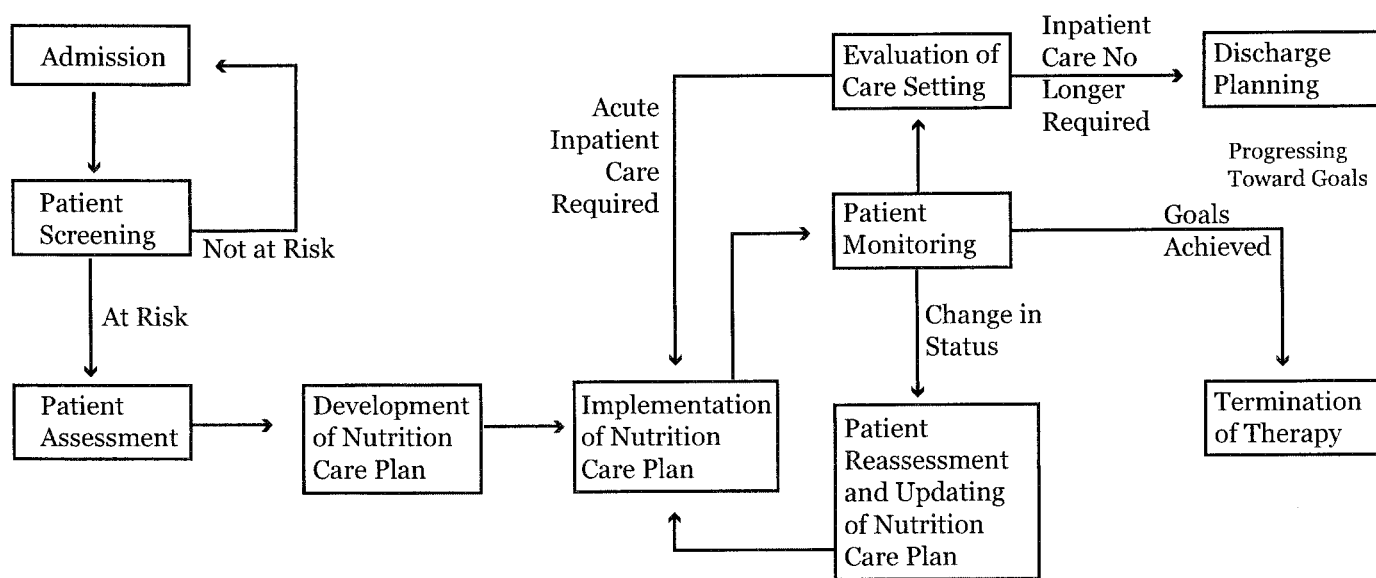 Admission
Patient
Screening
Not at Risk
At Risk
Patient
Assessment
Development
of Nutrition
Care Plan
Implementation
of Nutrition
Care Plan
Acute
Inpatient
Care
Required
Evaluation of
Care Setting
Inpatient
Care No
Longer
Required
Discharge
Planning
Progressing
Toward Goals
Patient
Monitoring
Goals
Achieved
Change in
Status
Patient
Reassessment
and Updating
of Nutrition
Care Plan
Termination
of Therapy